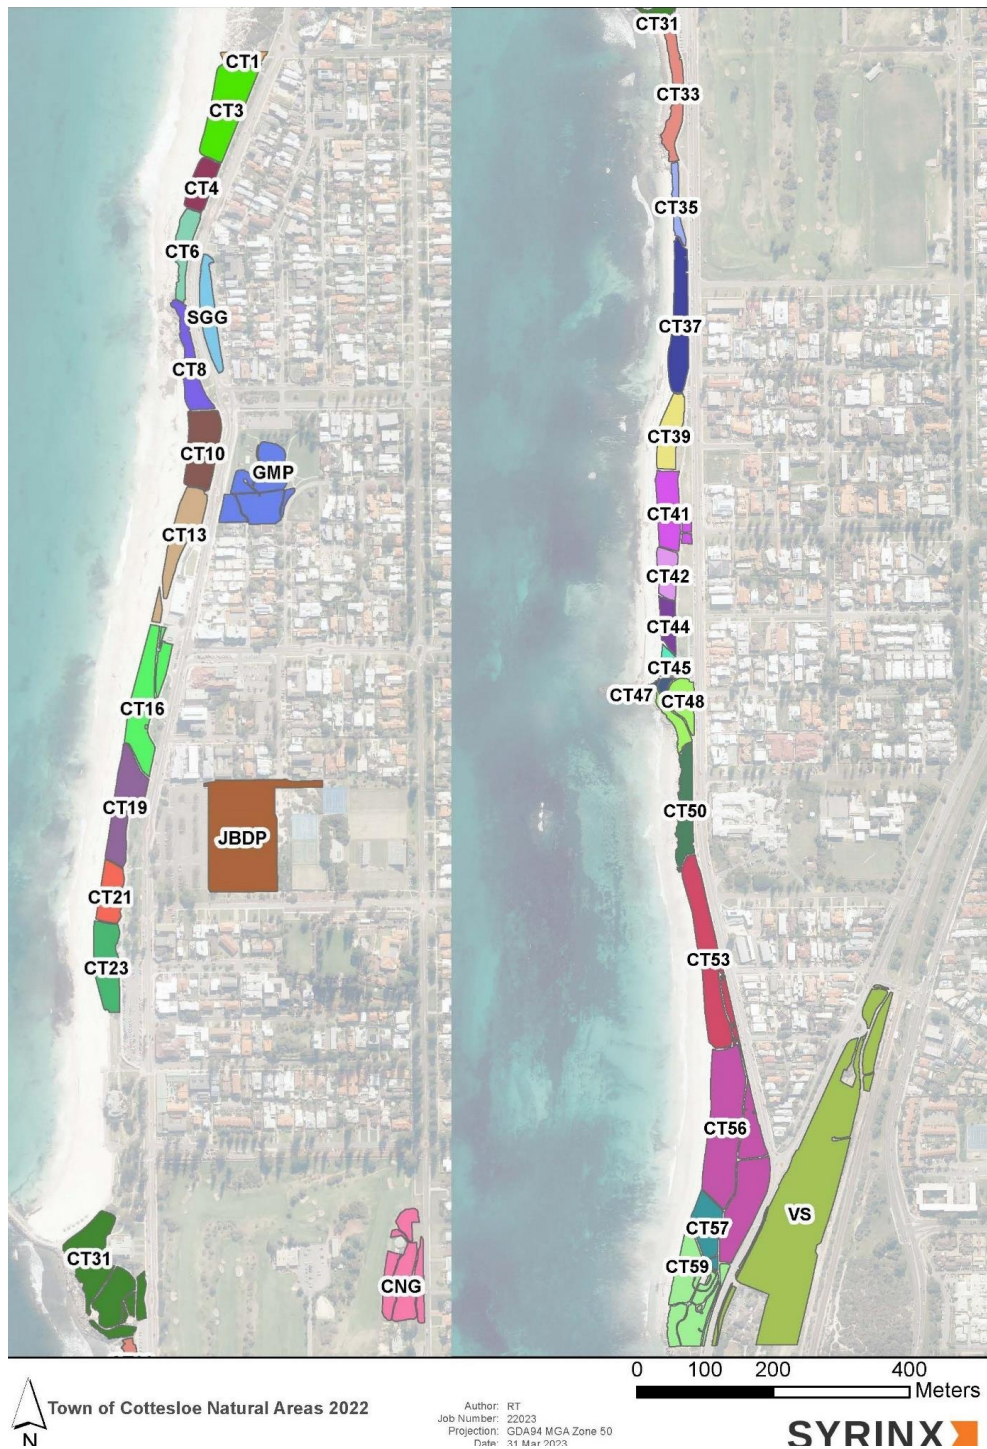 CT1
CT3
CT4
CT6
SGG
CT8
CT10
GMP
CT13
CT16
CT19
JBDP
CT21
CT23
CT31
CNG
CT31
CT33
CT35
CT37
CT39
CT41
CT42
CT44
CT45
CT47
CT48
CT50
CT53
CT56
CT57
VS
CT59
0 100 200 400
Meters
N
Town of Cottesloe Natural Areas 2022
Author: RT
Job Number: 22023
Projection: GDA94 MGA Zone 50
Date: 31 Mar 2023
SYRINX